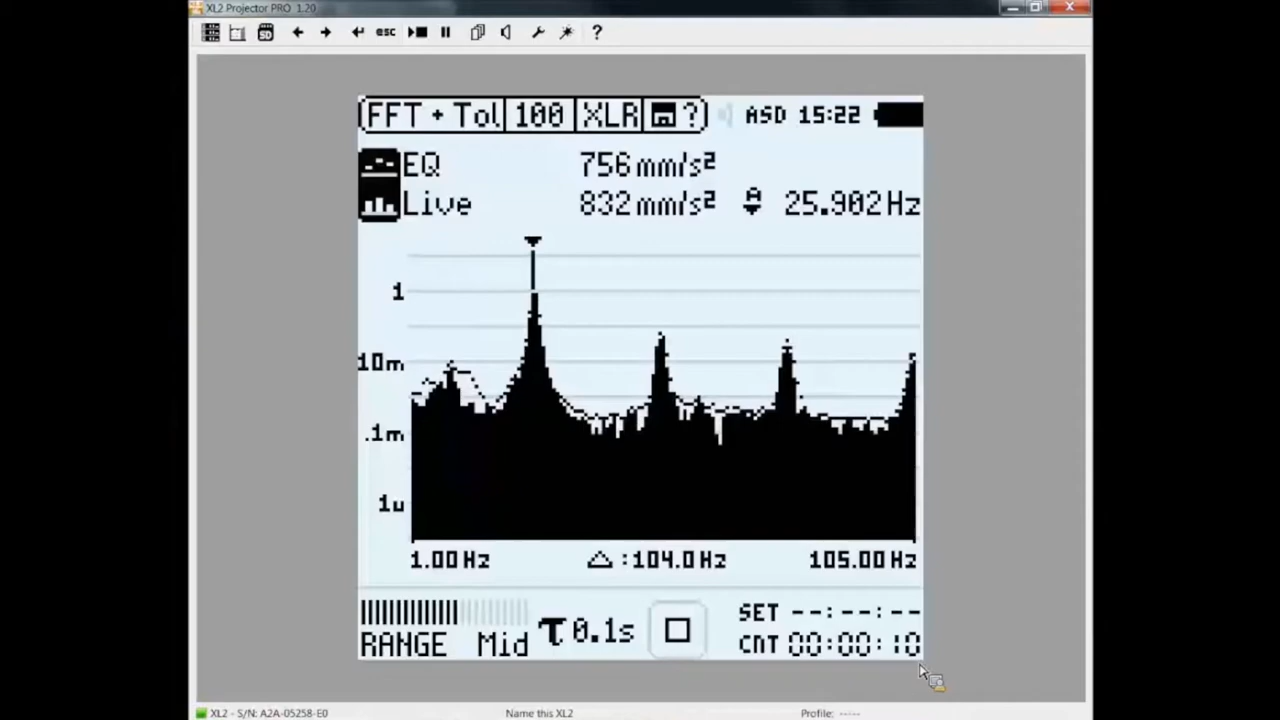 XL2 Projector PRO 1.20
esc ?
FFT + Tol 100 XLR ? ASD 15:22
EQ 756 mm/s²
Live 832 mm/s² 25.902 Hz
1
10m
.1m
1u
1.00 Hz △ :104.0 Hz 105.00 Hz
SET --:--:--
RANGE Mid τ 0.1s CNT 00:00:10
XL2 - S/N: A2A-05258-E0 Name this XL2 Profile: -----